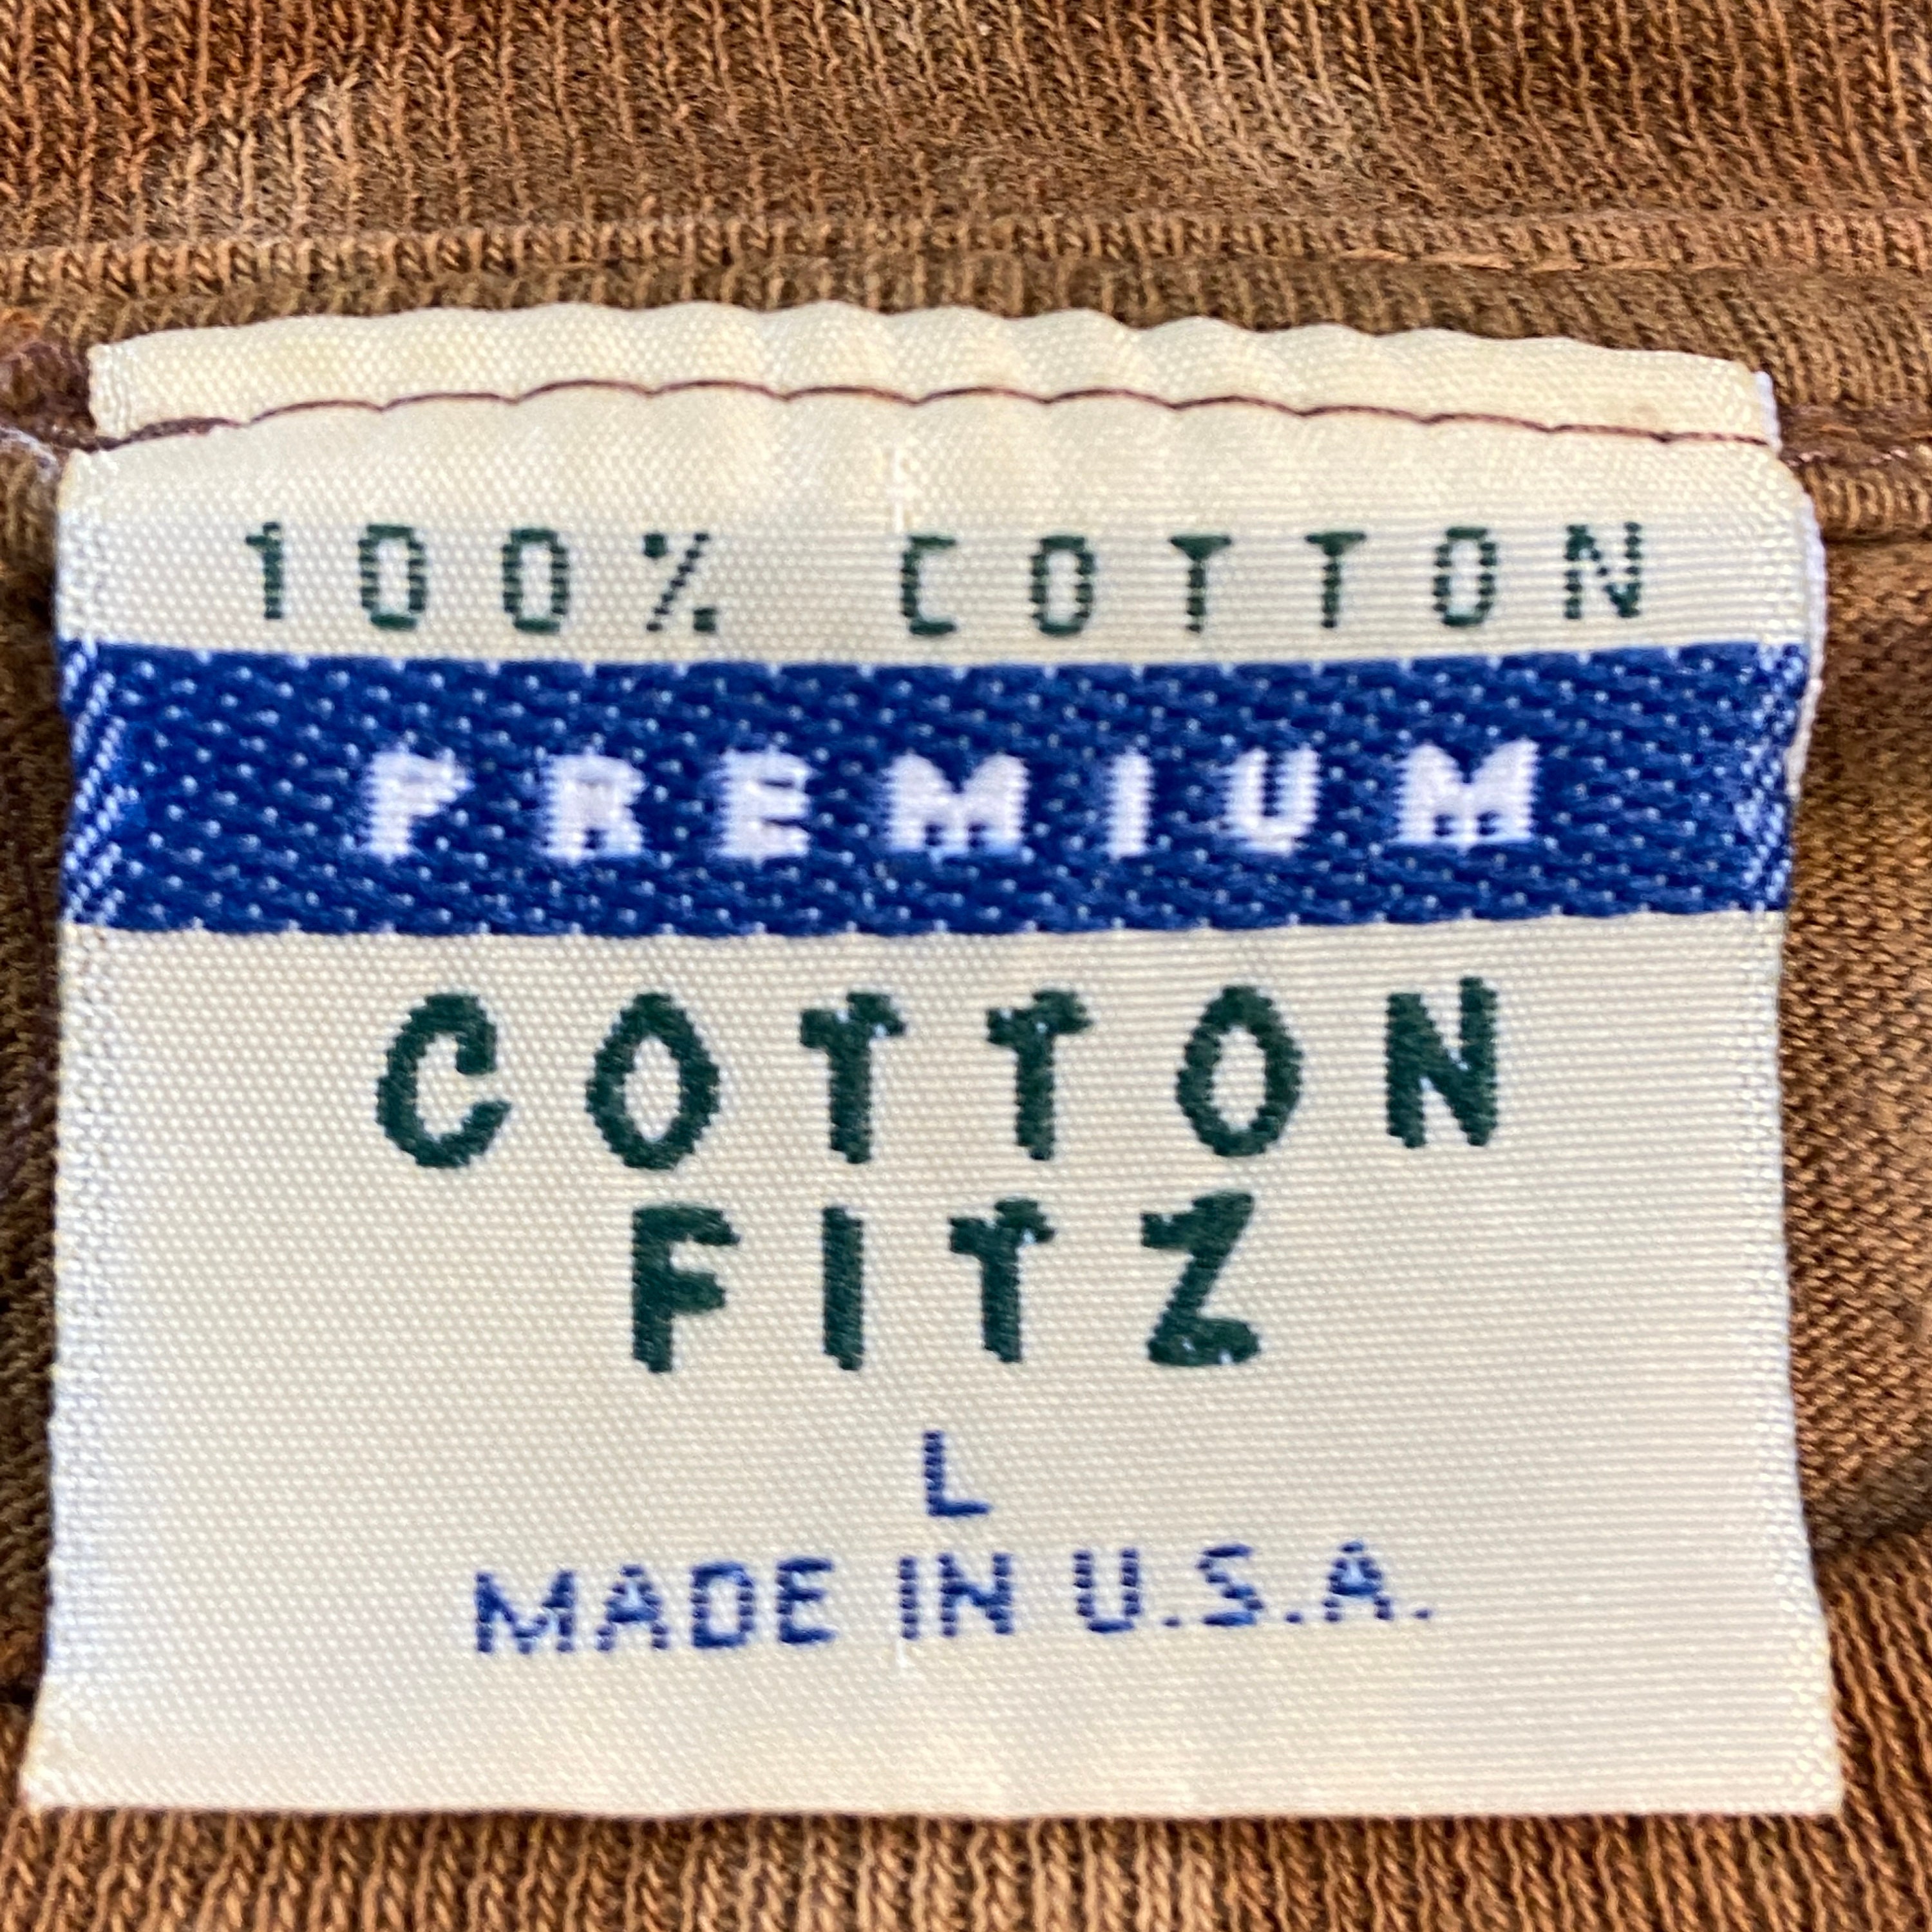 100% COTTON
PREMIUM
COTTON
FITZ
L
MADE IN U.S.A.